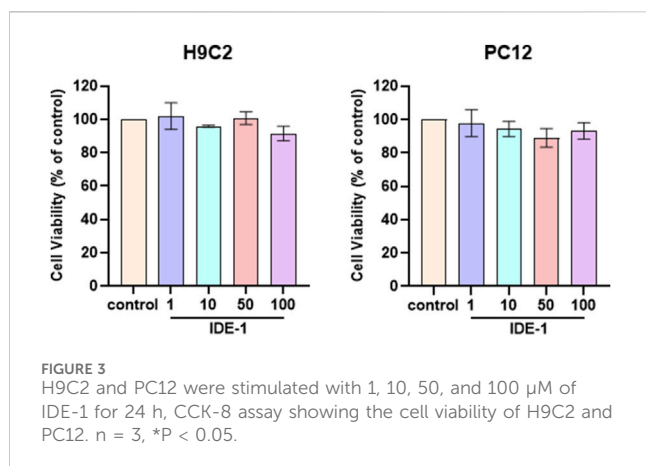 H9C2
PC12
Cell Viability (% of control)
120
100
80
60
40
20
0
control 1 10 50 100
IDE-1
Cell Viability (% of control)
120
100
80
60
40
20
0
control 1 10 50 100
IDE-1
FIGURE 3
H9C2 and PC12 were stimulated with 1, 10, 50, and 100 μM of
IDE-1 for 24 h, CCK-8 assay showing the cell viability of H9C2 and
PC12. n = 3, *P < 0.05.